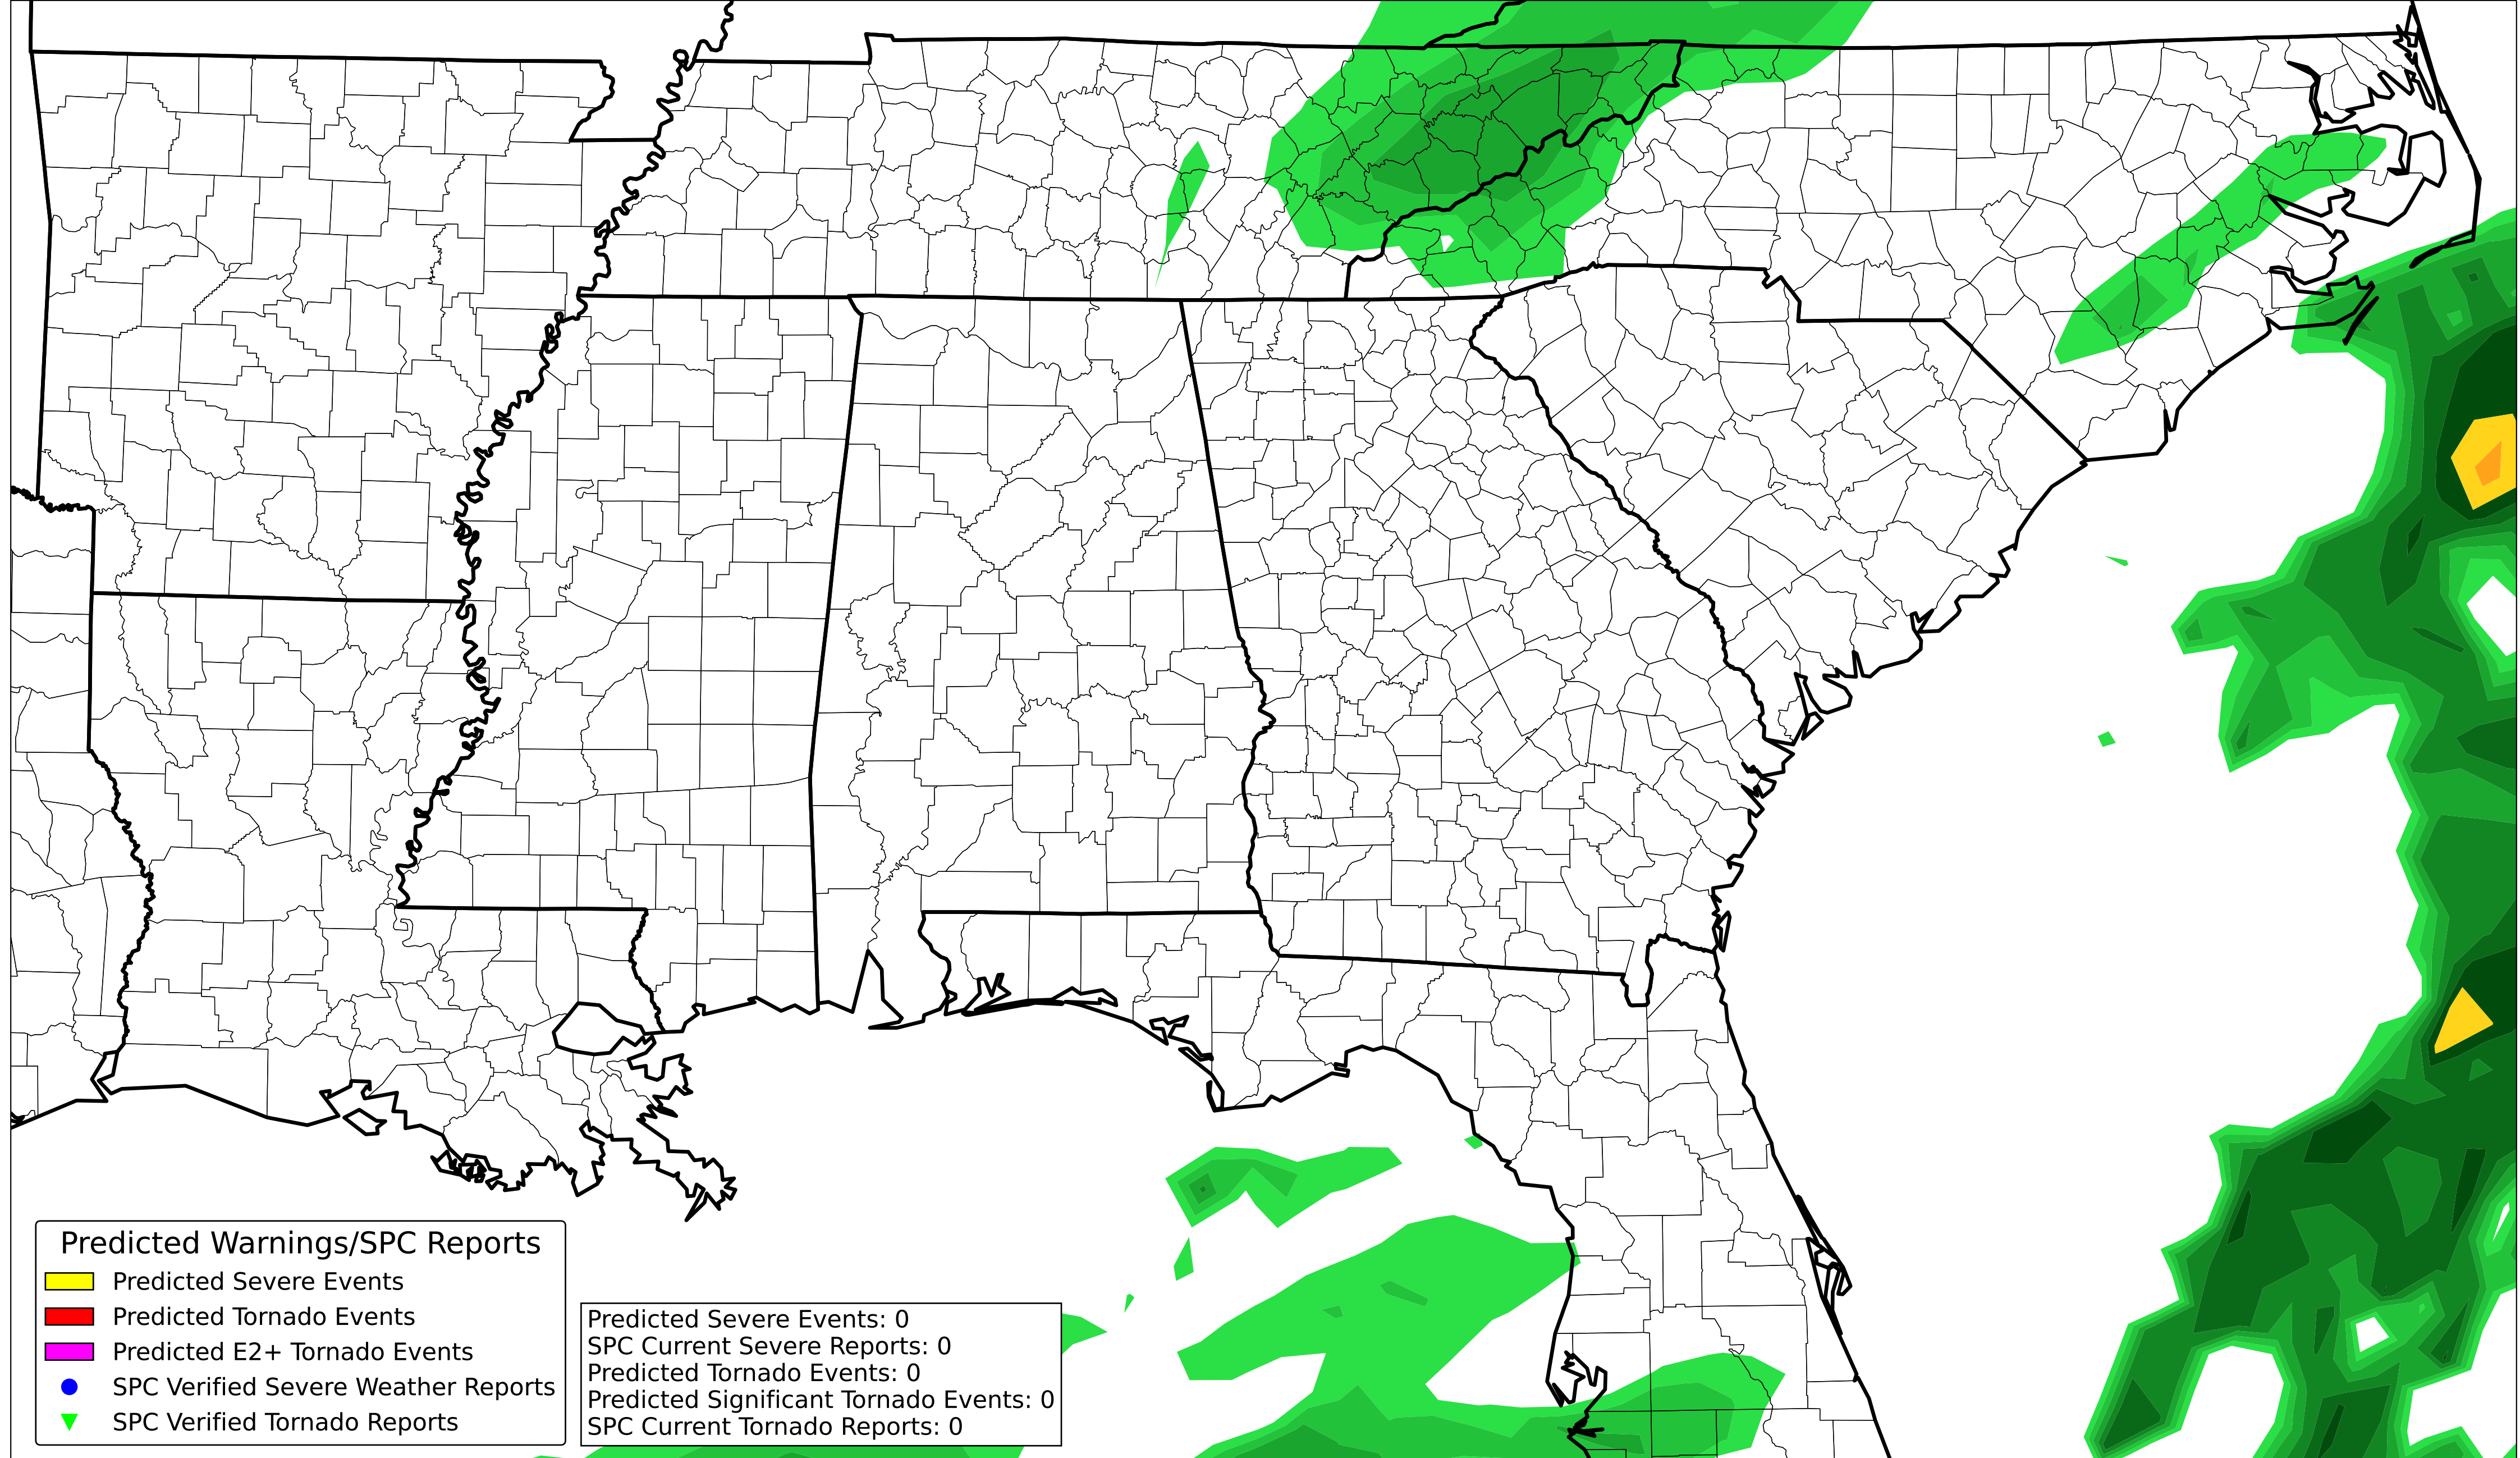 Predicted Warnings/SPC Reports
Predicted Severe Events
Predicted Tornado Events
Predicted E2+ Tornado Events
SPC Verified Severe Weather Reports
SPC Verified Tornado Reports
Predicted Severe Events: 0
SPC Current Severe Reports: 0
Predicted Tornado Events: 0
Predicted Significant Tornado Events: 0
SPC Current Tornado Reports: 0